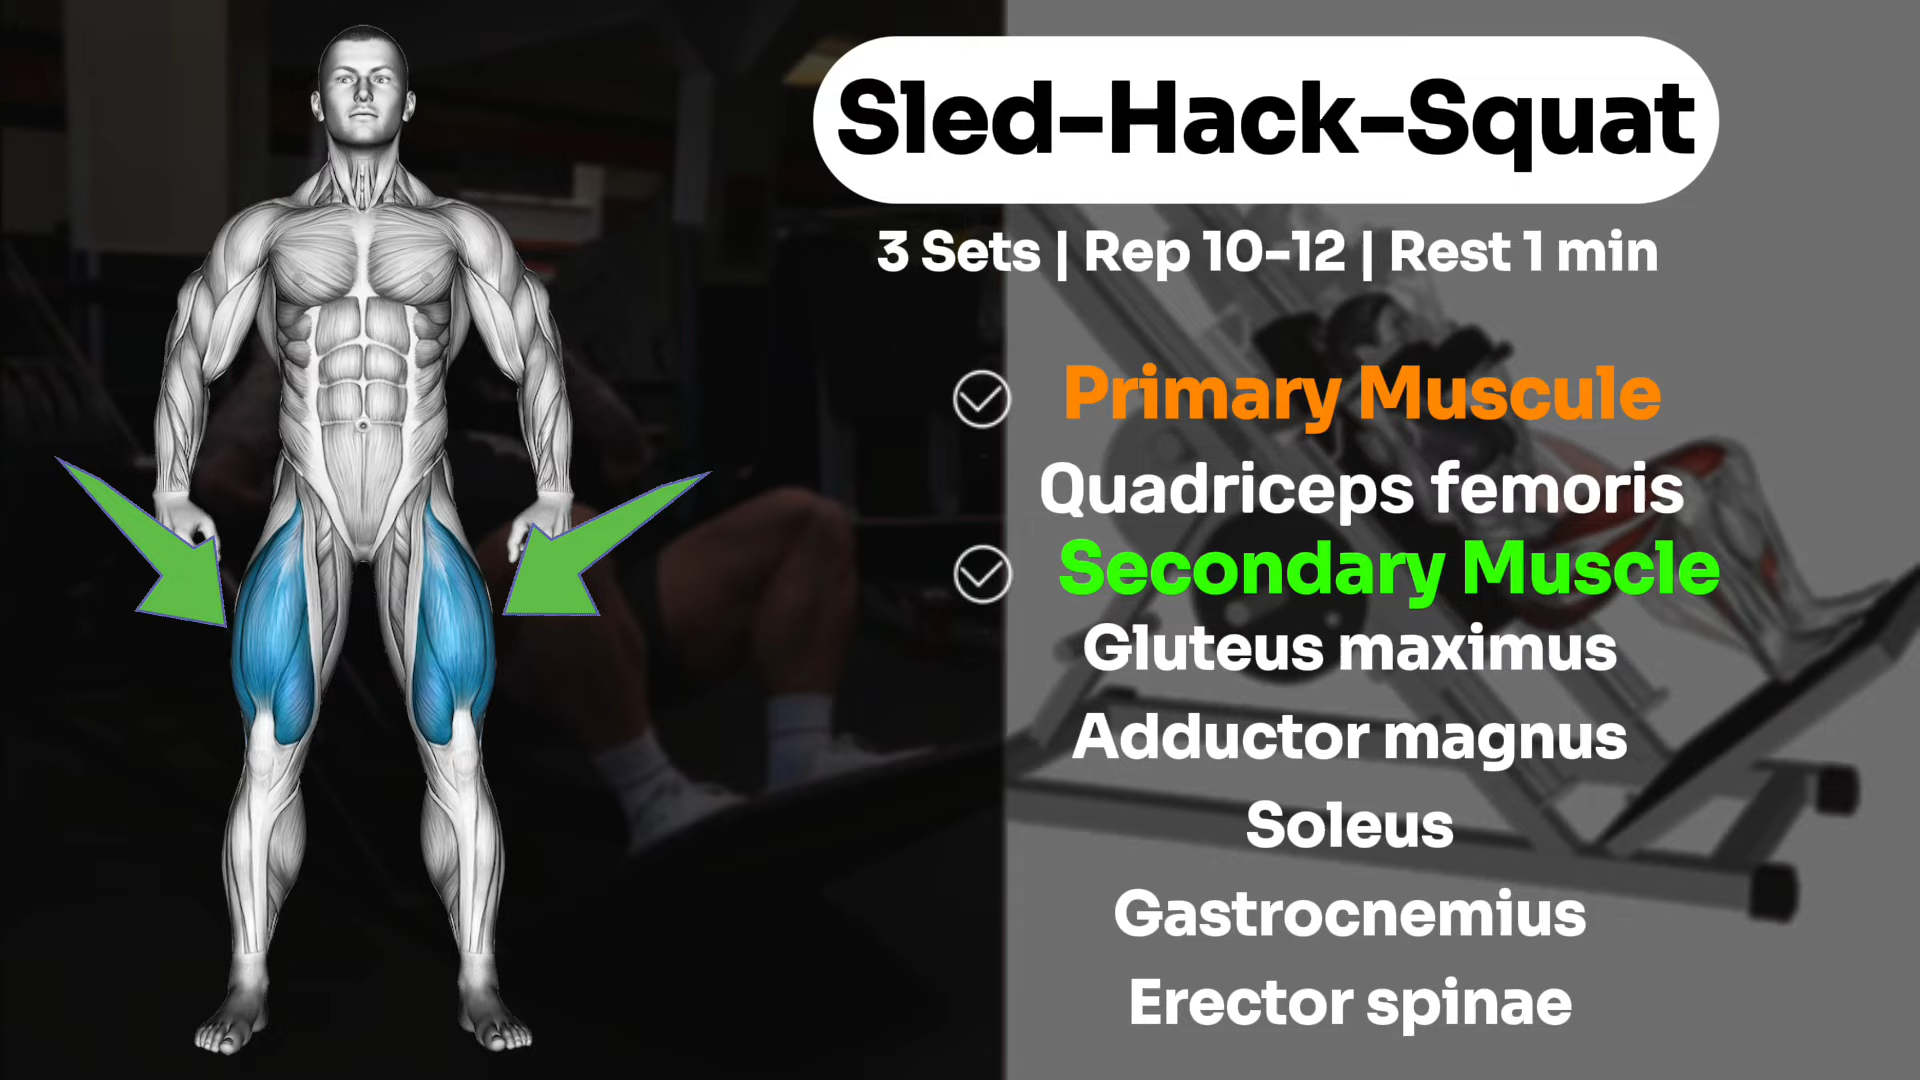 Sled-Hack-Squat
3 Sets | Rep 10-12 | Rest 1 min
Primary Muscule
Quadriceps femoris
Secondary Muscle
Gluteus maximus
Adductor magnus
Soleus
Gastrocnemius
Erector spinae